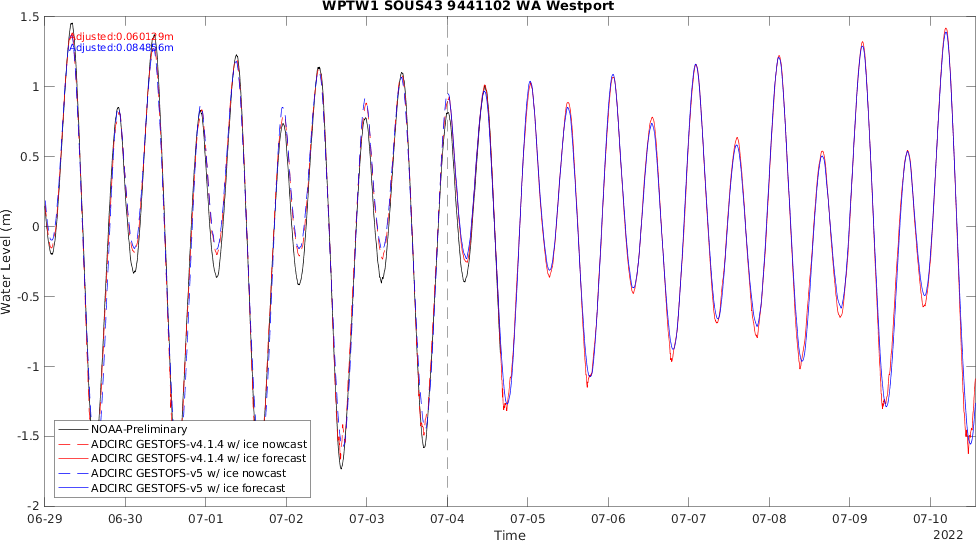 WPTW1 SOUS43 9441102 WA Westport
Adjusted:0.060129m
Adjusted:0.084856m
Water Level (m)
1.5
1
0.5
0
-0.5
-1
-1.5
-2
NOAA-Preliminary
ADCIRC GESTOFS-v4.1.4 w/ ice nowcast
ADCIRC GESTOFS-v4.1.4 w/ ice forecast
ADCIRC GESTOFS-v5 w/ ice nowcast
ADCIRC GESTOFS-v5 w/ ice forecast
06-29 06-30 07-01 07-02 07-03 07-04 07-05 07-06 07-07 07-08 07-09 07-10
Time
2022